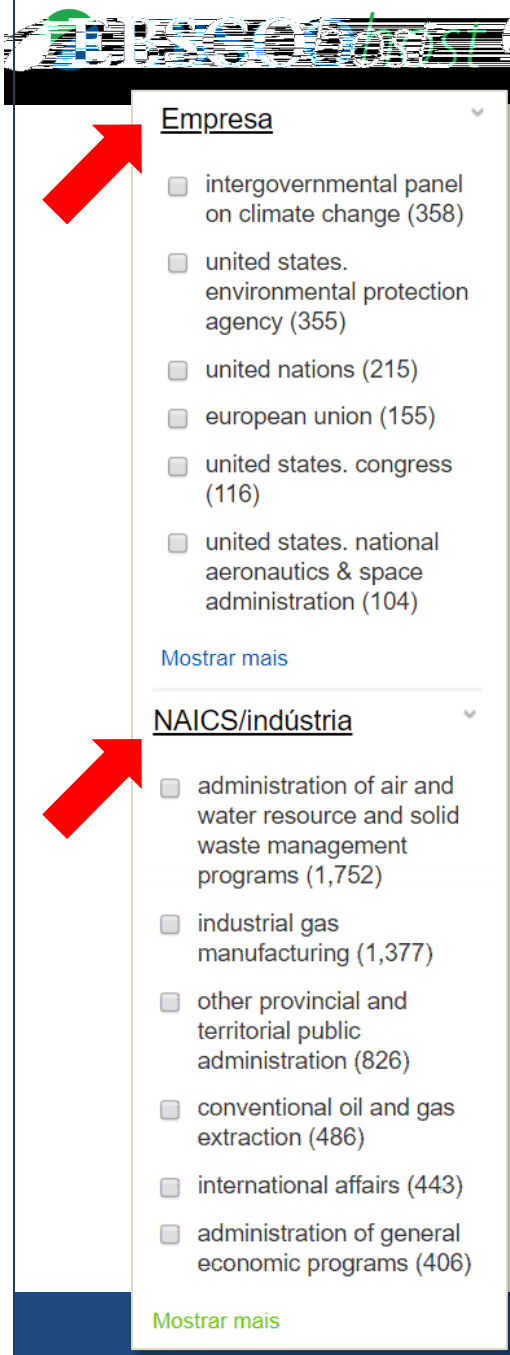 EBSCOhost
Empresa
intergovernmental panel
on climate change (358)
united states.
environmental protection
agency (355)
united nations (215)
european union (155)
united states. congress
(116)
united states. national
aeronautics & space
administration (104)
Mostrar mais
NAICS/indústria
administration of air and
water resource and solid
waste management
programs (1,752)
industrial gas
manufacturing (1,377)
other provincial and
territorial public
administration (826)
conventional oil and gas
extraction (486)
international affairs (443)
administration of general
economic programs (406)
Mostrar mais